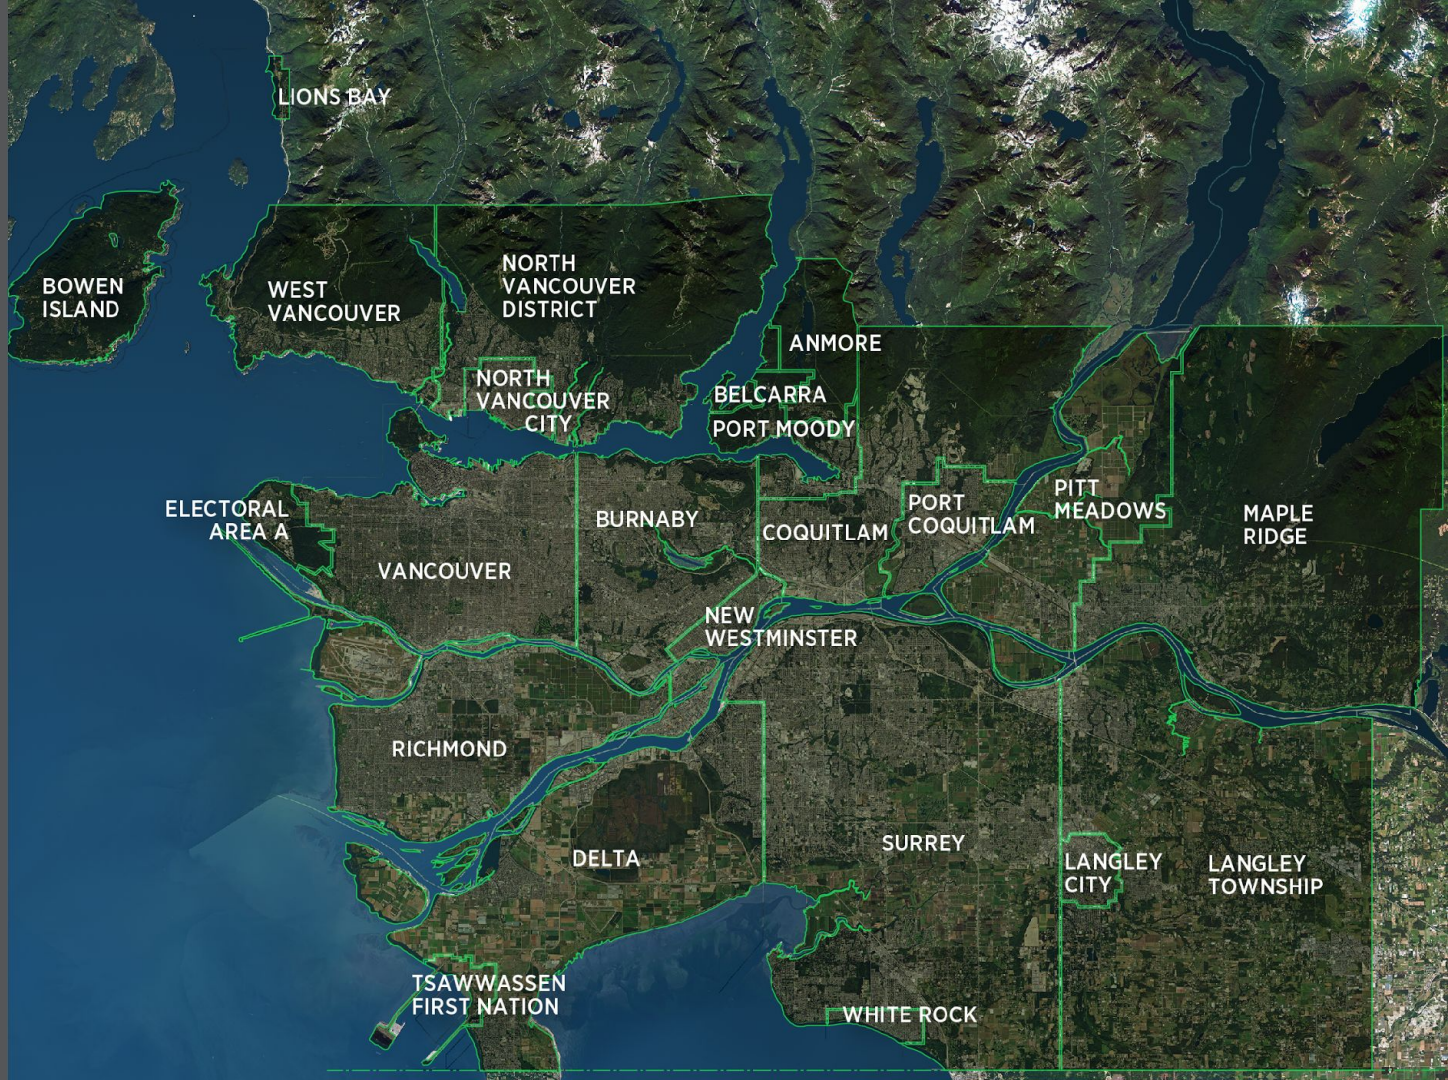 LIONS BAY
BOWEN
ISLAND
WEST
VANCOUVER
NORTH
VANCOUVER
DISTRICT
ANMORE
NORTH
VANCOUVER
CITY
BELCARRA
PORT MOODY
ELECTORAL
AREA A
VANCOUVER
BURNABY
COQUITLAM
PORT
COQUITLAM
PITT
MEADOWS
MAPLE
RIDGE
NEW
WESTMINSTER
RICHMOND
DELTA
SURREY
LANGLEY
CITY
LANGLEY
TOWNSHIP
TSAWWASSEN
FIRST NATION
WHITE ROCK